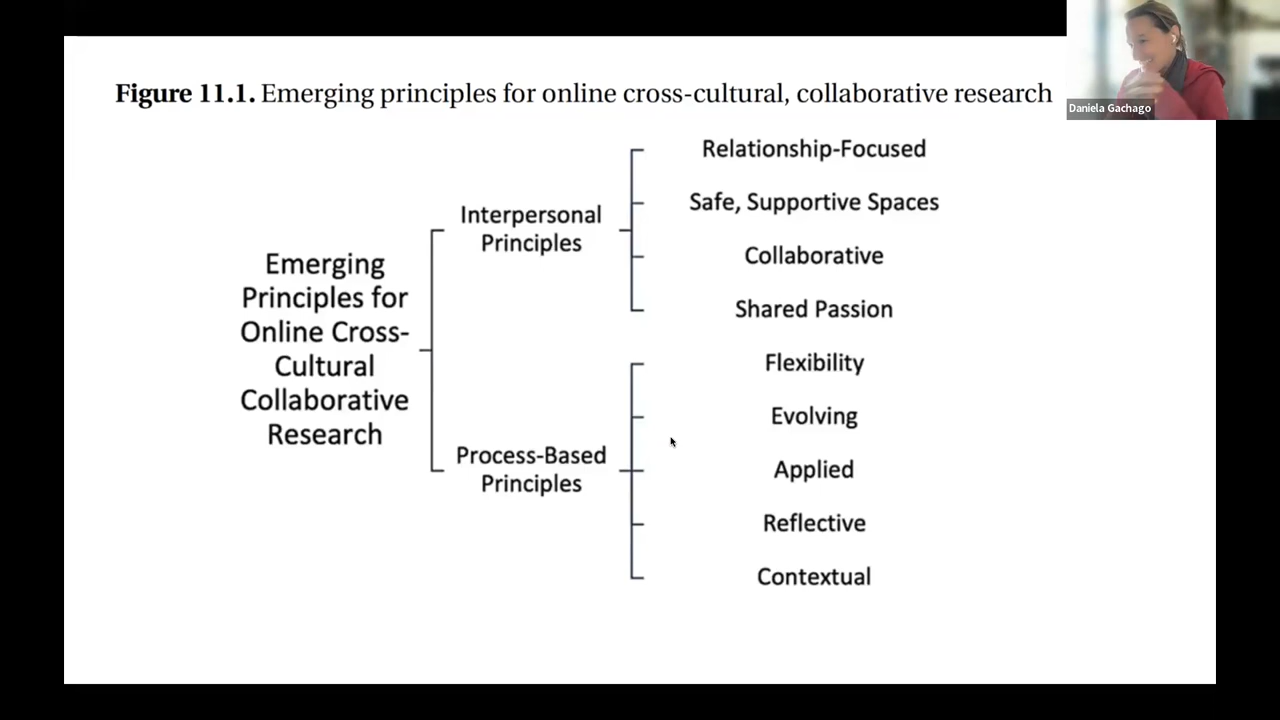 Figure 11.1. Emerging principles for online cross-cultural, collaborative research
Daniela Gachago
Emerging
Principles for
Online Cross-
Cultural
Collaborative
Research
Interpersonal
Principles
Relationship-Focused
Safe, Supportive Spaces
Collaborative
Shared Passion
Process-Based
Principles
Flexibility
Evolving
Applied
Reflective
Contextual